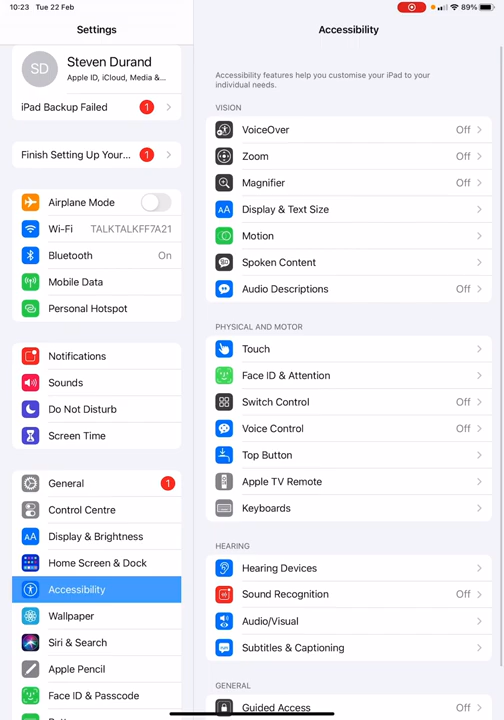 10:23 Tue 22 Feb
89%
Settings
SD
Steven Durand
Apple ID, iCloud, Media &...
iPad Backup Failed 1
Finish Setting Up Your... 1
Airplane Mode
Wi-Fi TALKTALKFF7A21
Bluetooth On
Mobile Data
Personal Hotspot
Notifications
Sounds
Do Not Disturb
Screen Time
General 1
Control Centre
AA Display & Brightness
Home Screen & Dock
Accessibility
Wallpaper
Siri & Search
Apple Pencil
Face ID & Passcode
Accessibility
Accessibility features help you customise your iPad to your
individual needs.
VISION
VoiceOver Off
Zoom Off
Magnifier Off
AA Display & Text Size
Motion
Spoken Content
Audio Descriptions Off
PHYSICAL AND MOTOR
Touch
Face ID & Attention
Switch Control Off
Voice Control Off
Top Button
Apple TV Remote
Keyboards
HEARING
Hearing Devices
Sound Recognition Off
Audio/Visual
Subtitles & Captioning
GENERAL
Guided Access Off